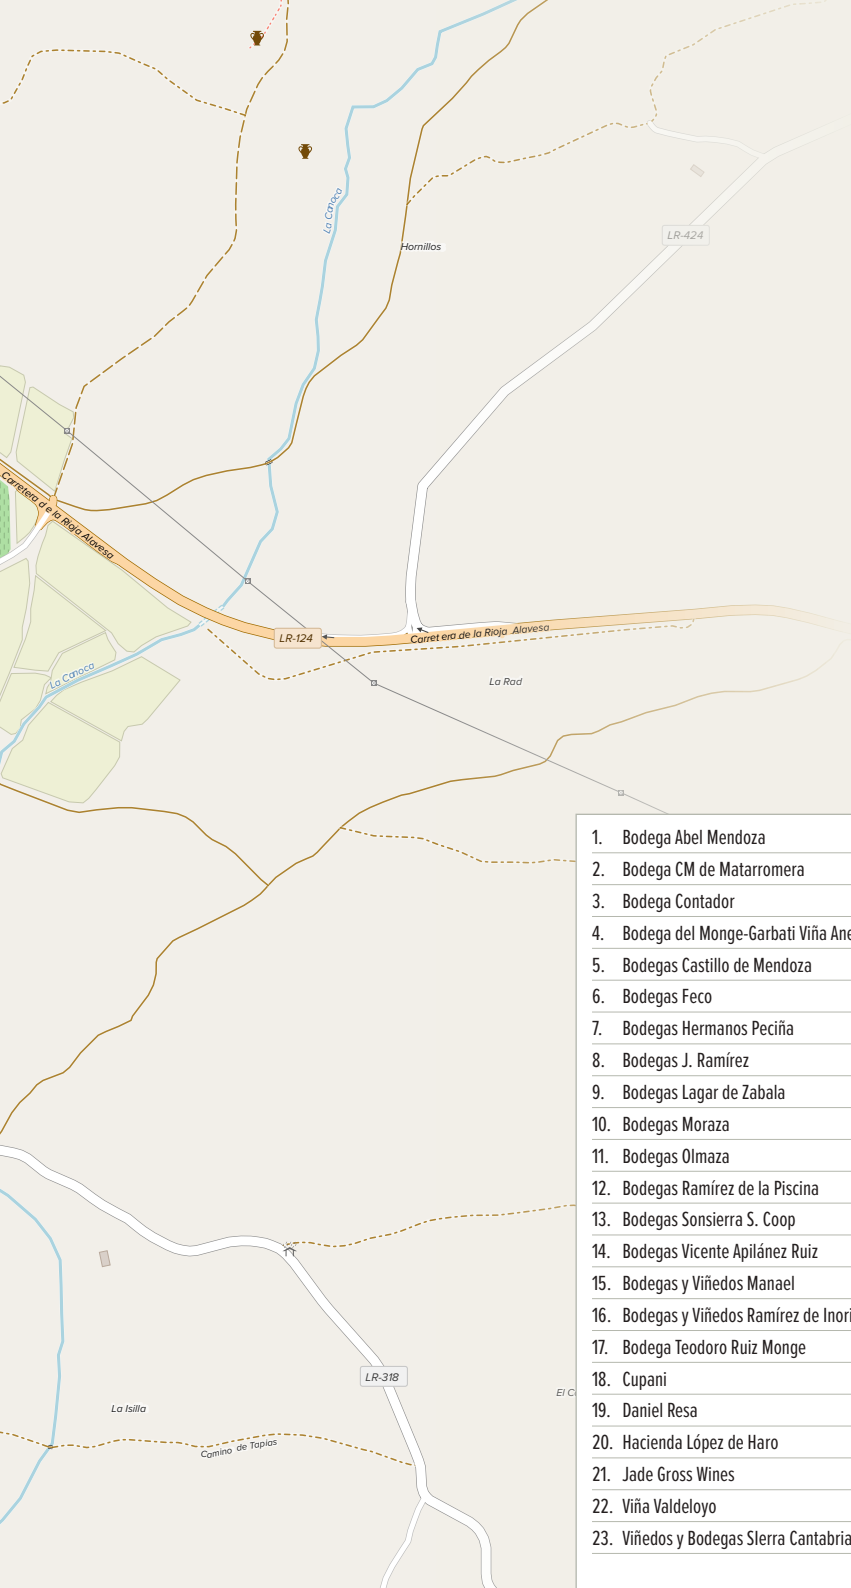 La Canoca
Hornillos
LR-424
Carretera de la Rioja Alavesa
LR-124
Carretera de la Rioja Alavesa
La Canoca
La Rad
1. Bodega Abel Mendoza
2. Bodega CM de Matarromera
3. Bodega Contador
4. Bodega del Monge-Garbati Viña Ane
5. Bodegas Castillo de Mendoza
6. Bodegas Feco
7. Bodegas Hermanos Peciña
8. Bodegas J. Ramírez
9. Bodegas Lagar de Zabala
10. Bodegas Moraza
11. Bodegas Olmaza
12. Bodegas Ramírez de la Piscina
13. Bodegas Sonsierra S. Coop
14. Bodegas Vicente Apilánez Ruiz
15. Bodegas y Viñedos Manael
16. Bodegas y Viñedos Ramírez de Inori
17. Bodega Teodoro Ruiz Monge
18. Cupani
19. Daniel Resa
20. Hacienda López de Haro
21. Jade Gross Wines
22. Viña Valdeloyo
23. Viñedos y Bodegas SIerra Cantabria
LR-318
El C
La Isilla
Camino de Tapias